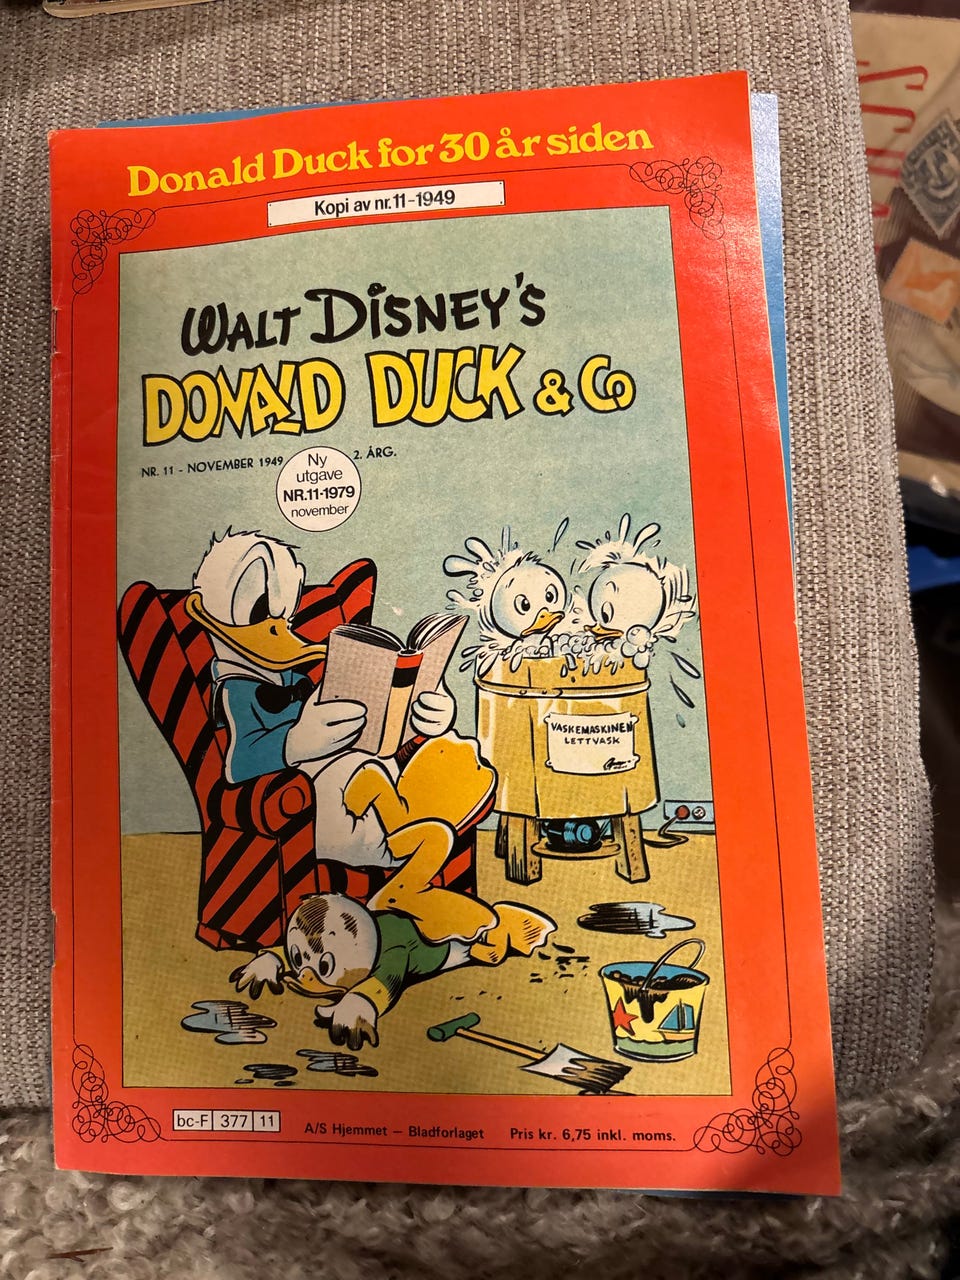 Donald Duck for 30 år siden
Kopi av nr. 11-1949
WALT DISNEY'S
DONALD DUCK & Co
NR. 11 - NOVEMBER 1949 2. ÅRG.
Ny
utgave
NR.11-1979
november
VASKEMASKINEN
LETTVASK
bc-F 377 11
A/S Hjemmet – Bladforlaget
Pris kr. 6,75 inkl. moms.